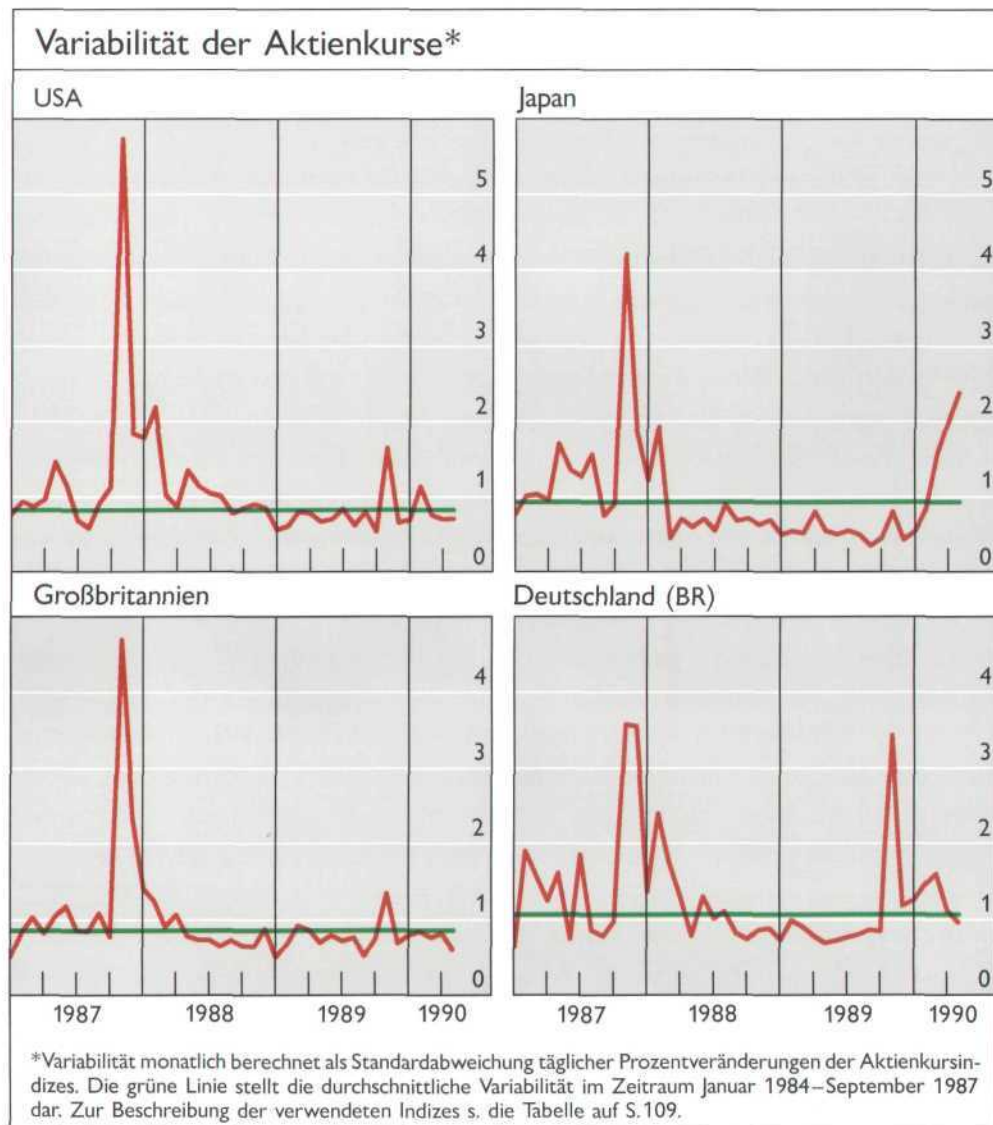 Variabilität der Aktienkurse*
USA
Japan
5
4
3
2
1
0
5
4
3
2
1
0
Großbritannien
Deutschland (BR)
4
3
2
1
0
4
3
2
1
0
1987 1988 1989 1990
1987 1988 1989 1990
*Variabilität monatlich berechnet als Standardabweichung täglicher Prozentveränderungen der Aktienkursin-
dizes. Die grüne Linie stellt die durchschnittliche Variabilität im Zeitraum Januar 1984–September 1987
dar. Zur Beschreibung der verwendeten Indizes s. die Tabelle auf S.109.